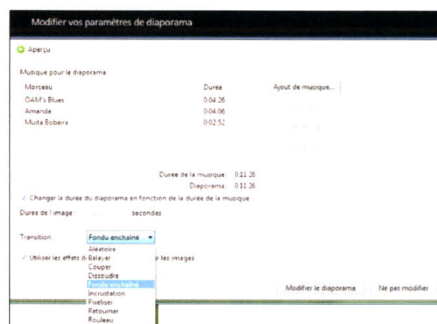 Modifier vos paramètres de diaporama
Aperçu
Musique pour le diaporama
Morceau Durée Ajout de musique...
GAM's Blues 0:04:26
Amanda 0:04:06
Muita Bobeira 0:02:52
Durée de la musique 0:11:26
Diaporama 0:11:26
Changer la durée du diaporama en fonction de la durée de la musique
Durée de l'image secondes
Transition Fondu enchaîné
Utiliser les effets les images
Aléatoire
Balayer
Couper
Dissoudre
Fondu enchaîné
Incrustation
Pixéliser
Retourner
Rouleau
Modifier le diaporama Ne pas modifier